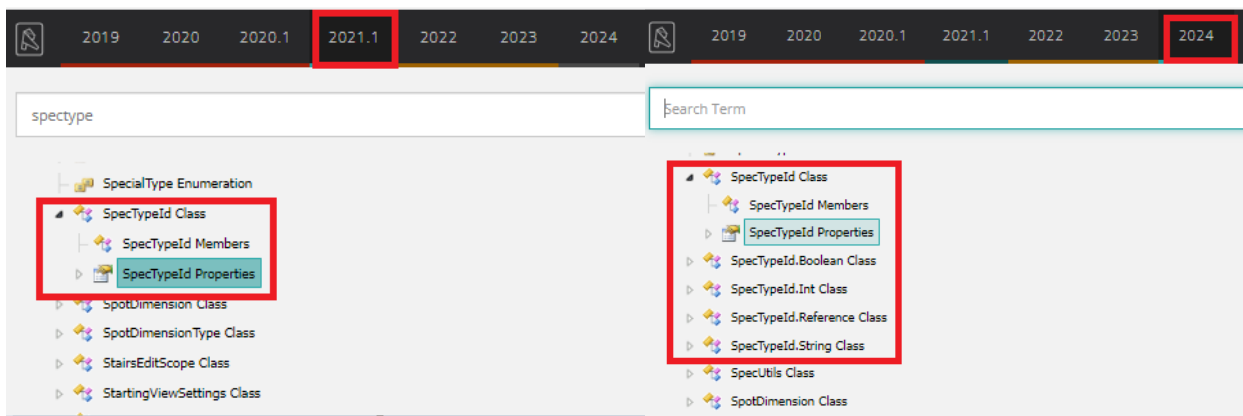 2019 2020 2020.1 2021.1 2022 2023 2024
spectype
SpecialType Enumeration
SpecTypeId Class
SpecTypeId Members
SpecTypeId Properties
SpotDimension Class
SpotDimensionType Class
StairsEditScope Class
StartingViewSettings Class
2019 2020 2020.1 2021.1 2022 2023 2024
Search Term
SpecTypeId Class
SpecTypeId Members
SpecTypeId Properties
SpecTypeId.Boolean Class
SpecTypeId.Int Class
SpecTypeId.Reference Class
SpecTypeId.String Class
SpecUtils Class
SpotDimension Class